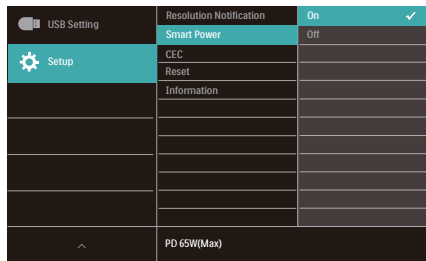 USB Setting
Setup
Resolution Notification
Smart Power
CEC
Reset
Information
On
Off
PD 65W(Max)